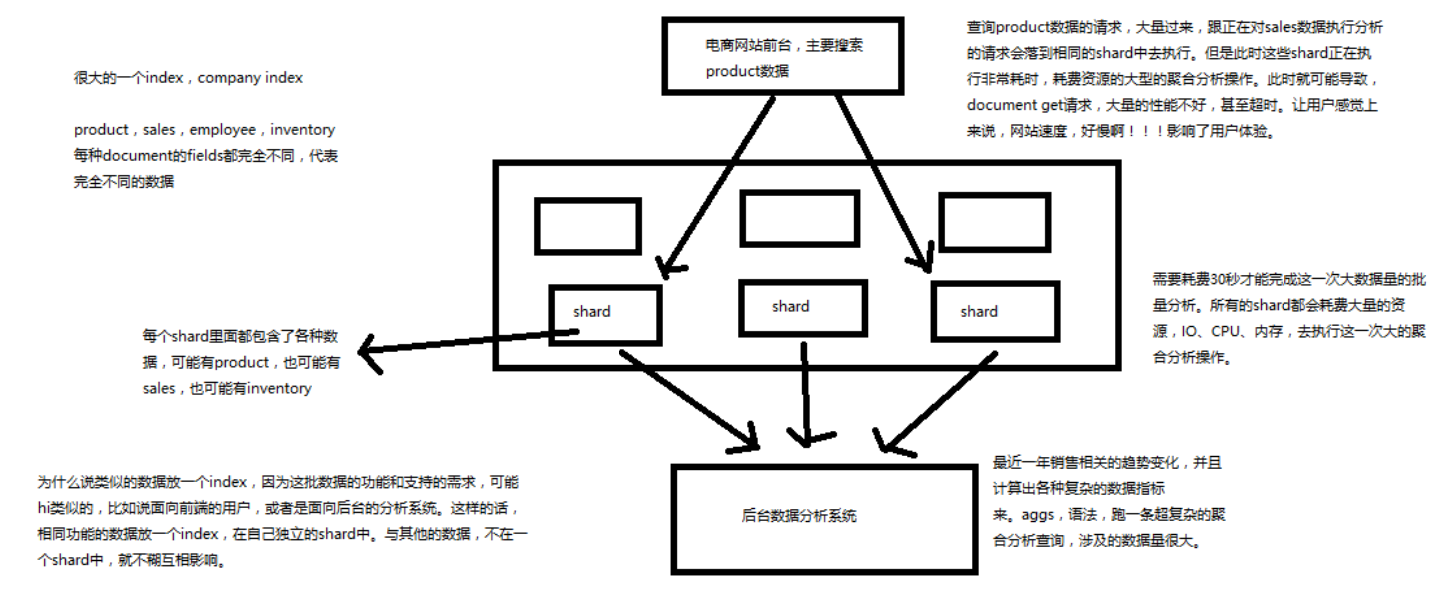 很大的一个index，company index
product，sales，employee，inventory
每种document的fields都完全不同，代表
完全不同的数据
电商网站前台，主要搜索
product数据
查询product数据的请求，大量过来，跟正在对sales数据执行分析
的请求会落到相同的shard中去执行。但是此时这些shard正在执
行非常耗时，耗费资源的大型的聚合分析操作。此时就可能导致，
document get请求，大量的性能不好，甚至超时。让用户感觉上
来说，网站速度，好慢啊！！！影响了用户体验。
shard
shard
shard
需要耗费30秒才能完成这一次大数据量的批
量分析。所有的shard都会耗费大量的资
源，IO、CPU、内存，去执行这一次大的聚
合分析操作。
每个shard里面都包含了各种数
据，可能有product，也可能有
sales，也可能有inventory
为什么说类似的数据放一个index，因为这批数据的功能和支持的需求，可能
hi类似的，比如说面向前端的用户，或者是面向后台的分析系统。这样的话，
相同功能的数据放一个index，在自己独立的shard中。与其他的数据，不在一
个shard中，就不糊互相影响。
后台数据分析系统
最近一年销售相关的趋势变化，并且
计算出各种复杂的数据指标
来。aggs，语法，跑一条超复杂的聚
合分析查询，涉及的数据量很大。